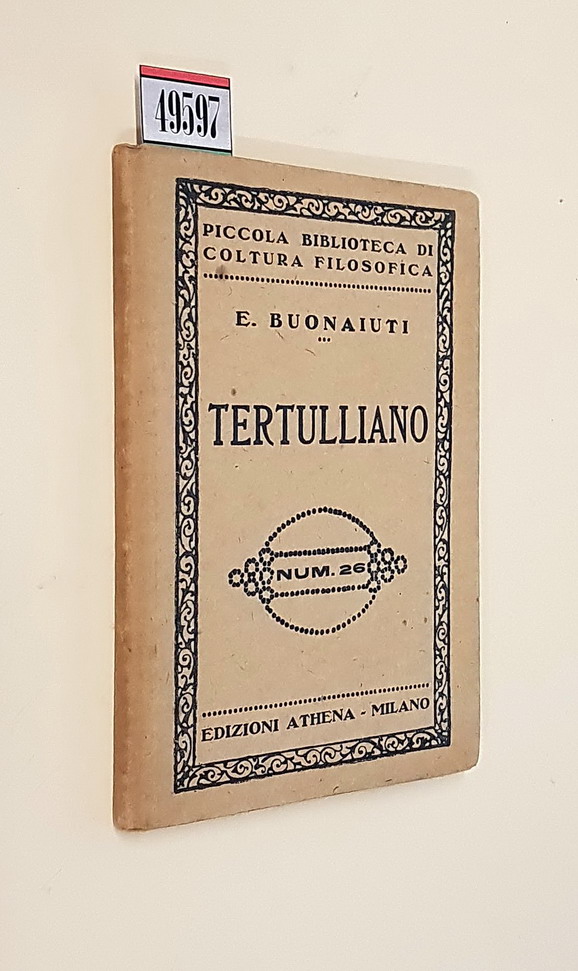 49597
PICCOLA BIBLIOTECA DI
COLTURA FILOSOFICA
E. BUONAIUTI
TERTULLIANO
NUM. 26
EDIZIONI ATHENA - MILANO